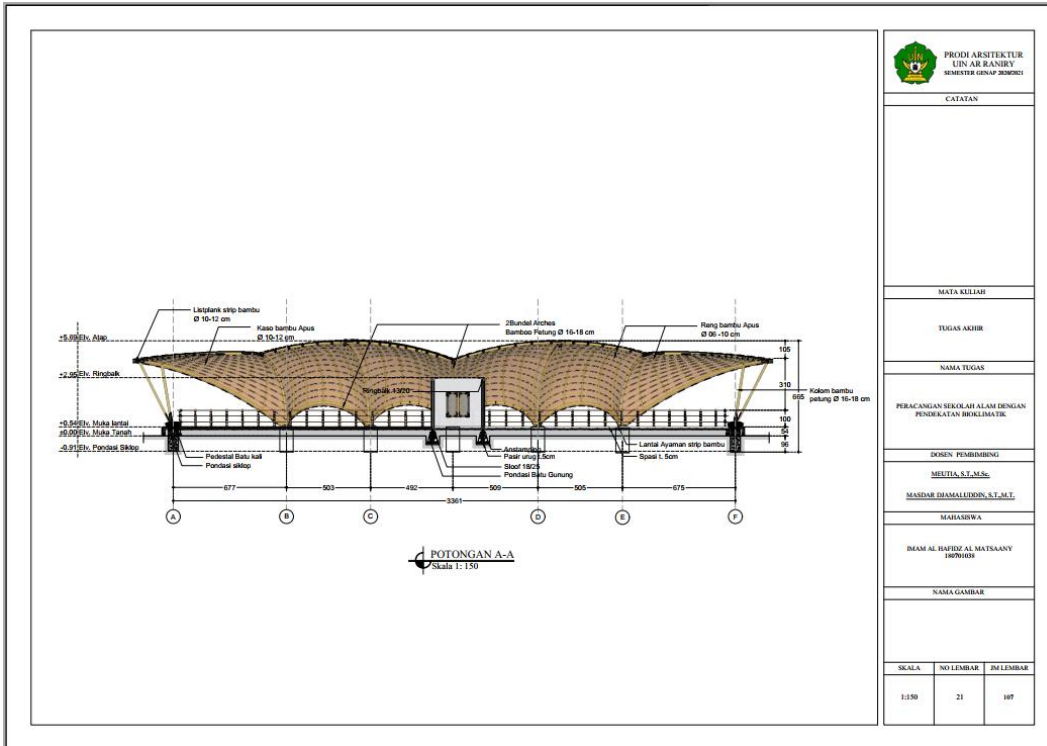 PRODI ARSITEKTUR
UIN AR RANIRY
SEMESTER GENAP 2020/2021
CATATAN
MATA KULIAH
TUGAS AKHIR
NAMA TUGAS
PERACANGAN SEKOLAH ALAM DENGAN
PENDEKATAN BIOKLIMATIK
DOSEN PEMBIMBING
MEUTIA, S.T.,M.Sc.
MASDAR DJAMALUDDIN, S.T.,M.T.
MAHASISWA
IMAM AL HAFIDZ AL MATSAANY
180701038
NAMA GAMBAR
SKALA
NO LEMBAR
JM LEMBAR
1:150
21
107
Listplank strip bambu
Ø 10-12 cm
Kaso bambu Apus
Ø 10-12 cm
2Bundel Arches
Bamboo Petung Ø 16-18 cm
Reng bambu Apus
Ø 06 -10 cm
+5.69 Elv. Atap
+2.95 Elv. Ringbalk
+0.54 Elv. Muka lantai
+0.00 Elv. Muka Tanah
-0.91 Elv. Pondasi Siklop
Ringbalk 13/20
Kolom bambu
petung Ø 16-18 cm
105
310
665
100
54
96
Pedestal Batu kali
Pondasi siklop
Anstamping
Pasir urug t.5cm
Sloof 18/25
Pondasi Batu Gunung
Lantai Ayaman strip bambu
Spasi t. 5cm
677
503
492
509
505
675
3361
A
B
C
D
E
F
POTONGAN A-A
Skala 1: 150